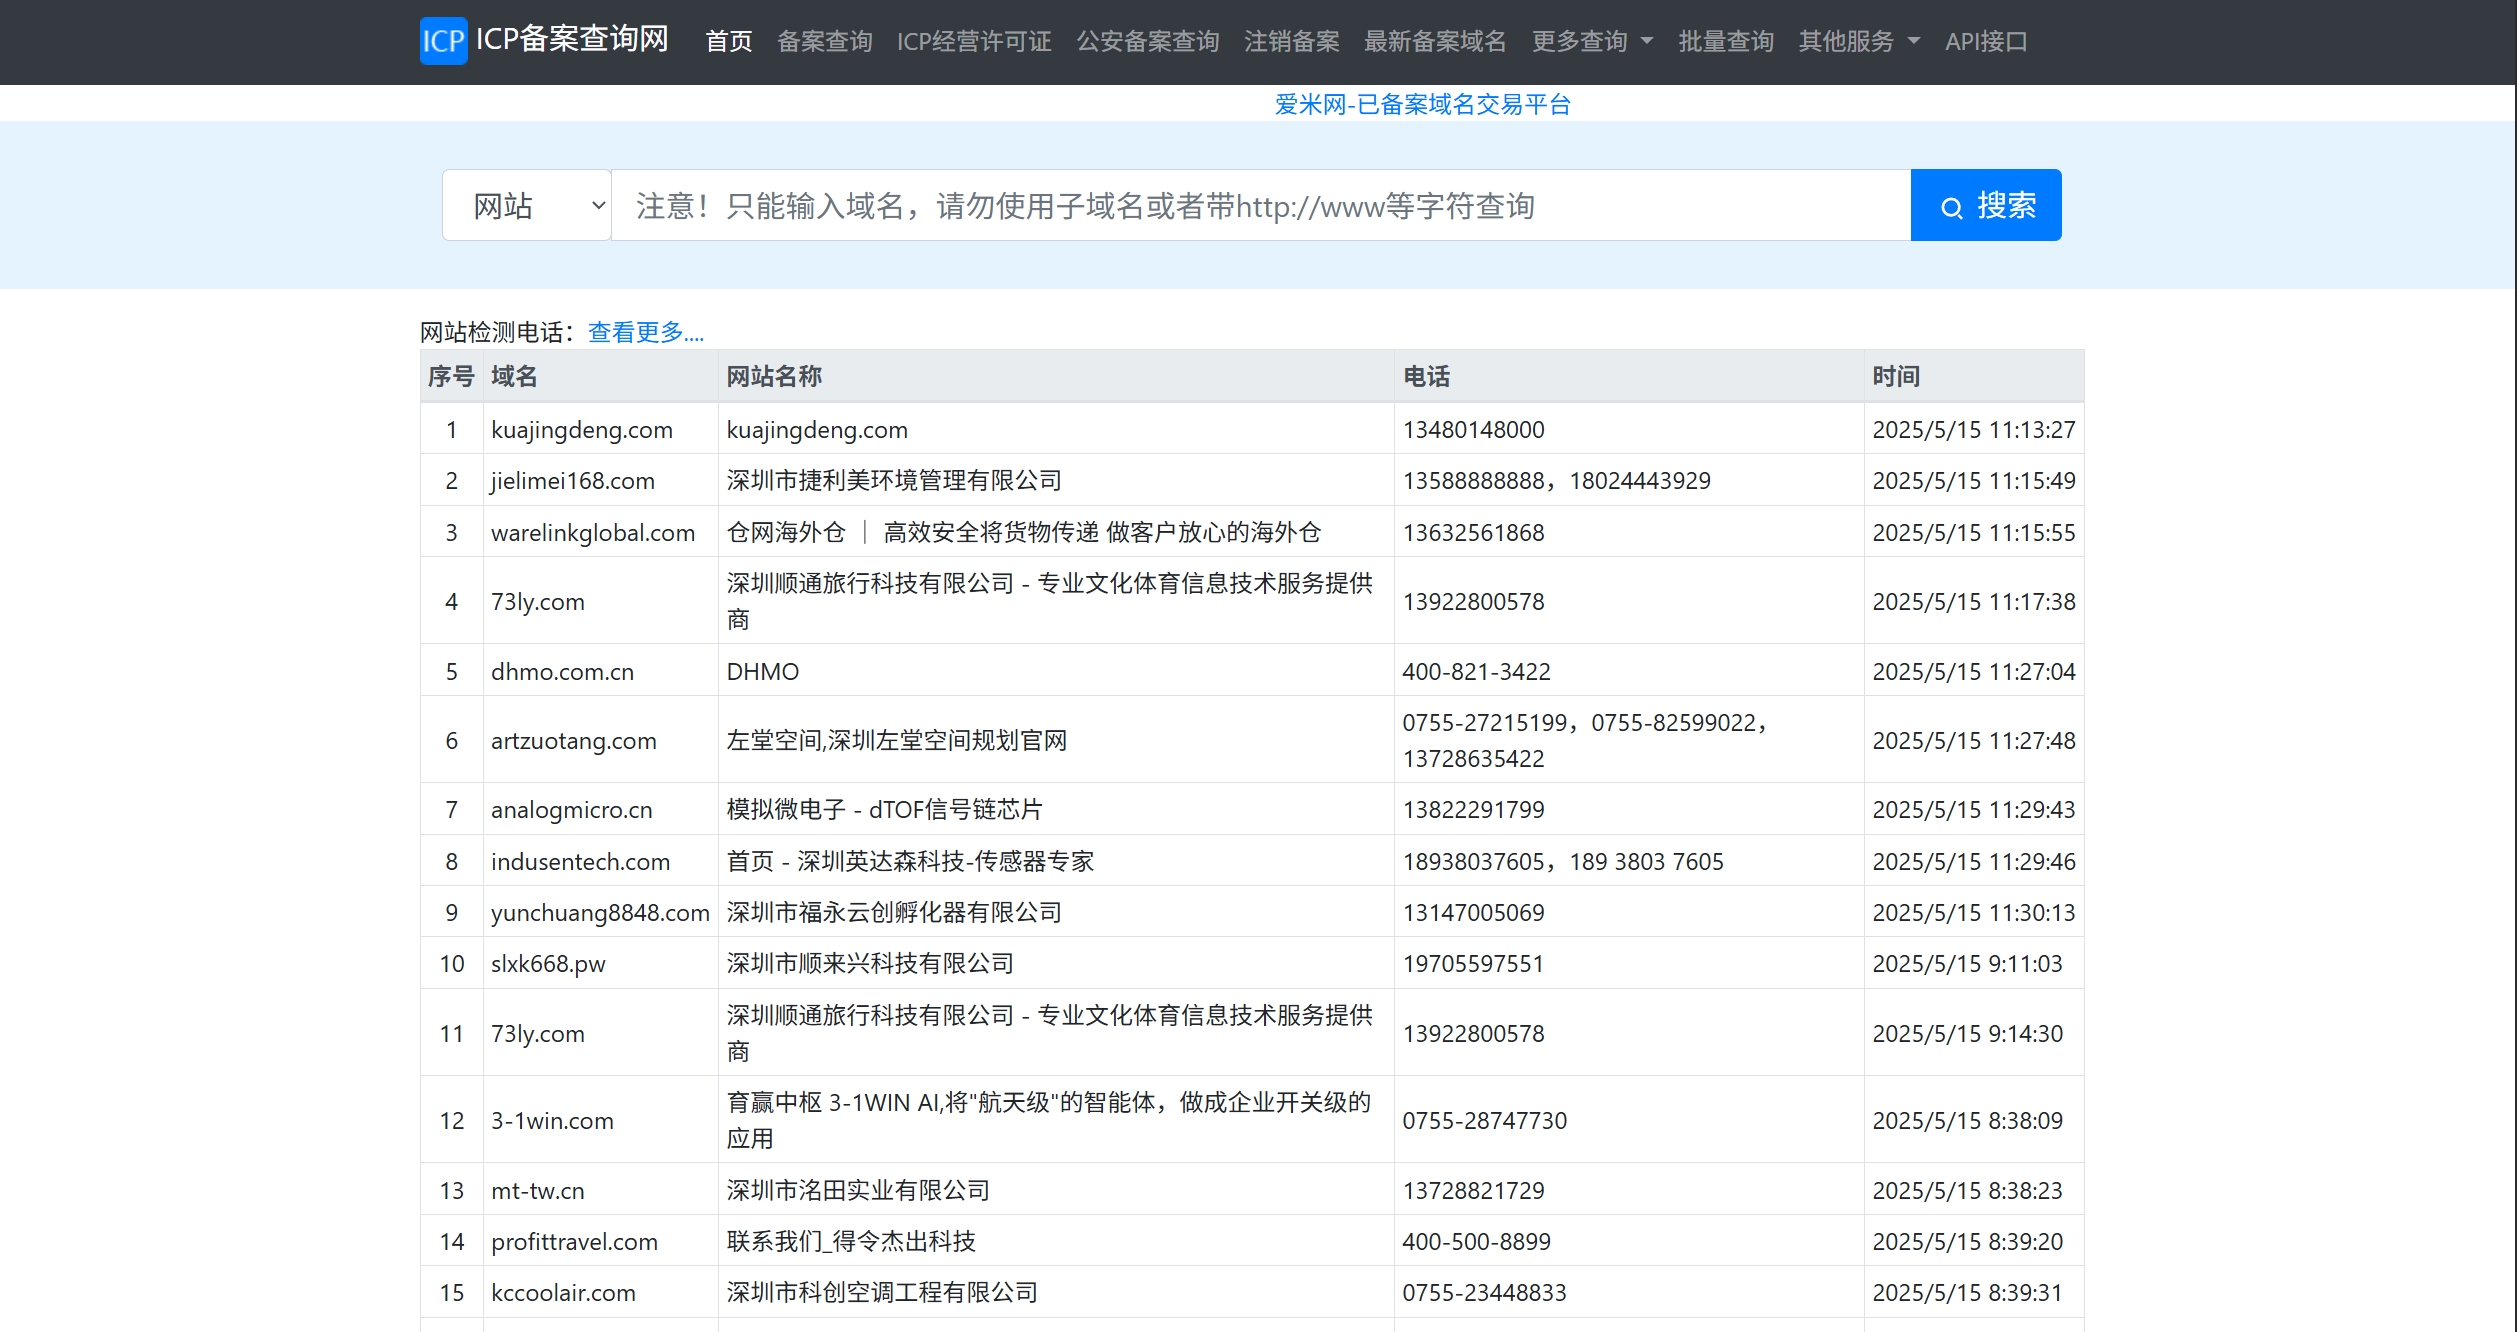 ICP ICP备案查询网 首页 备案查询 ICP经营许可证 公安备案查询 注销备案 最新备案域名 更多查询 批量查询 其他服务 API接口
爱米网-已备案域名交易平台
网站 注意！只能输入域名，请勿使用子域名或者带http://www等字符查询 搜索
网站检测电话：查看更多....
序号 域名 网站名称 电话 时间
1 kuajingdeng.com kuajingdeng.com 13480148000 2025/5/15 11:13:27
2 jielimei168.com 深圳市捷利美环境管理有限公司 13588888888，18024443929 2025/5/15 11:15:49
3 warelinkglobal.com 仓网海外仓 ｜ 高效安全将货物传递 做客户放心的海外仓 13632561868 2025/5/15 11:15:55
4 73ly.com 深圳顺通旅行科技有限公司 - 专业文化体育信息技术服务提供
商 13922800578 2025/5/15 11:17:38
5 dhmo.com.cn DHMO 400-821-3422 2025/5/15 11:27:04
6 artzuotang.com 左堂空间,深圳左堂空间规划官网 0755-27215199，0755-82599022，
13728635422 2025/5/15 11:27:48
7 analogmicro.cn 模拟微电子 - dTOF信号链芯片 13822291799 2025/5/15 11:29:43
8 indusentech.com 首页 - 深圳英达森科技-传感器专家 18938037605，189 3803 7605 2025/5/15 11:29:46
9 yunchuang8848.com 深圳市福永云创孵化器有限公司 13147005069 2025/5/15 11:30:13
10 slxk668.pw 深圳市顺来兴科技有限公司 19705597551 2025/5/15 9:11:03
11 73ly.com 深圳顺通旅行科技有限公司 - 专业文化体育信息技术服务提供
商 13922800578 2025/5/15 9:14:30
12 3-1win.com 育赢中枢 3-1WIN AI,将"航天级"的智能体，做成企业开关级的
应用 0755-28747730 2025/5/15 8:38:09
13 mt-tw.cn 深圳市洺田实业有限公司 13728821729 2025/5/15 8:38:23
14 profittravel.com 联系我们_得令杰出科技 400-500-8899 2025/5/15 8:39:20
15 kccoolair.com 深圳市科创空调工程有限公司 0755-23448833 2025/5/15 8:39:31